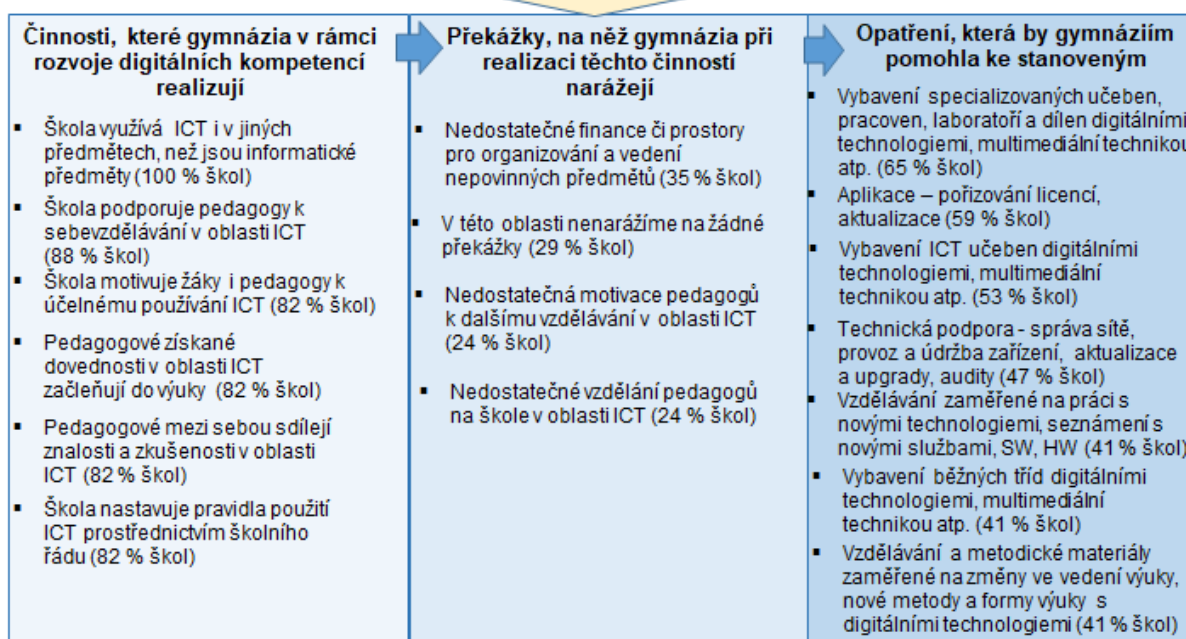 Činnosti, které gymnázia v rámci
rozvoje digitálních kompetencí
realizují
▪ Škola využívá ICT i v jiných
předmětech, než jsou informatické
předměty (100 % škol)
▪ Škola podporuje pedagogy k
sebevzdělávání v oblasti ICT
(88 % škol)
▪ Škola motivuje žáky i pedagogy k
účelnému používání ICT (82 % škol)
▪ Pedagogové získané
dovednosti v oblasti ICT
začleňují do výuky (82 % škol)
▪ Pedagogové mezi sebou sdílejí
znalosti a zkušenosti v oblasti
ICT (82 % škol)
▪ Škola nastavuje pravidla použití
ICT prostřednictvím školního
řádu (82 % škol)
Překážky, na něž gymnázia při
realizaci těchto činností
narážejí
▪ Nedostatečné finance či prostory
pro organizování a vedení
nepovinných předmětů (35 % škol)
▪ V této oblasti nenarážíme na žádné
překážky (29 % škol)
▪ Nedostatečná motivace pedagogů
k dalšímu vzdělávání v oblasti ICT
(24 % škol)
▪ Nedostatečné vzdělání pedagogů
na škole v oblasti ICT (24 % škol)
Opatření, která by gymnáziím
pomohla ke stanoveným
▪ Vybavení specializovaných učeben,
pracoven, laboratoří a dílen digitálními
technologiemi, multimediální technikou
atp. (65 % škol)
▪ Aplikace – pořizování licencí,
aktualizace (59 % škol)
▪ Vybavení ICT učeben digitálními
technologiemi, multimediální
technikou atp. (53 % škol)
▪ Technická podpora - správa sítě,
provoz a údržba zařízení, aktualizace
a upgrady, audity (47 % škol)
▪ Vzdělávání zaměřené na práci s
novými technologiemi, seznámení s
novými službami, SW, HW (41 % škol)
▪ Vybavení běžných tříd digitálními
technologiemi, multimediální
technikou atp. (41 % škol)
▪ Vzdělávání a metodické materiály
zaměřené na změny ve vedení výuky,
nové metody a formy výuky s
digitálními technologiemi (41 % škol)